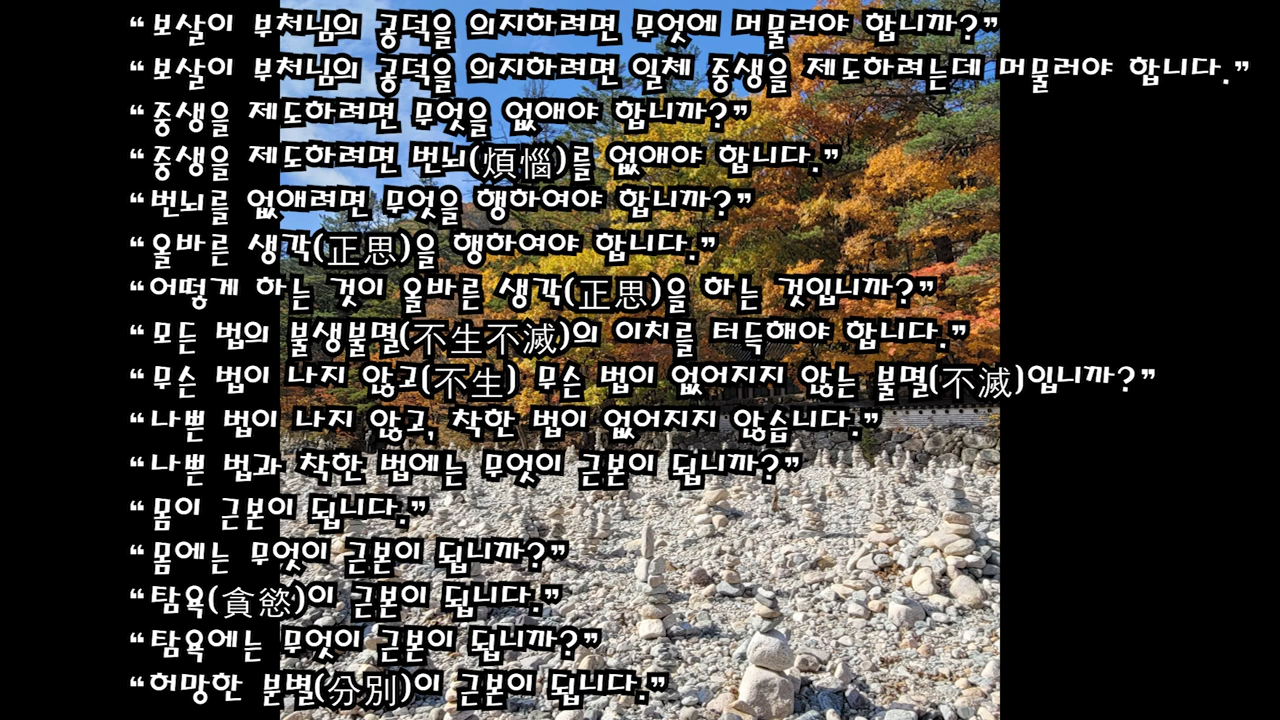 “보살이 부처님의 공덕을 의지하려면 무엇에 머물러야 합니까?”
“보살이 부처님의 공덕을 의지하려면 일체 중생을 제도하려는데 머물러야 합니다.”
“중생을 제도하려면 무엇을 없애야 합니까?”
“중생을 제도하려면 번뇌(煩惱)를 없애야 합니다.”
“번뇌를 없애려면 무엇을 행하여야 합니까?”
“올바른 생각(正思)을 행하여야 합니다.”
“어떻게 하는 것이 올바른 생각(正思)을 하는 것입니까?”
“모든 법의 불생불멸(不生不滅)의 이치를 터득해야 합니다.”
“무슨 법이 나지 않고(不生) 무슨 법이 없어지지 않는 불멸(不滅)입니까?”
“나쁜 법이 나지 않고, 착한 법이 없어지지 않습니다.”
“나쁜 법과 착한 법에는 무엇이 근본이 됩니까?”
“몸이 근본이 됩니다.”
“몸에는 무엇이 근본이 됩니까?”
“탐욕(貪慾)이 근본이 됩니다.”
“탐욕에는 무엇이 근본이 됩니까?”
“허망한 분별(分別)이 근본이 됩니다.”